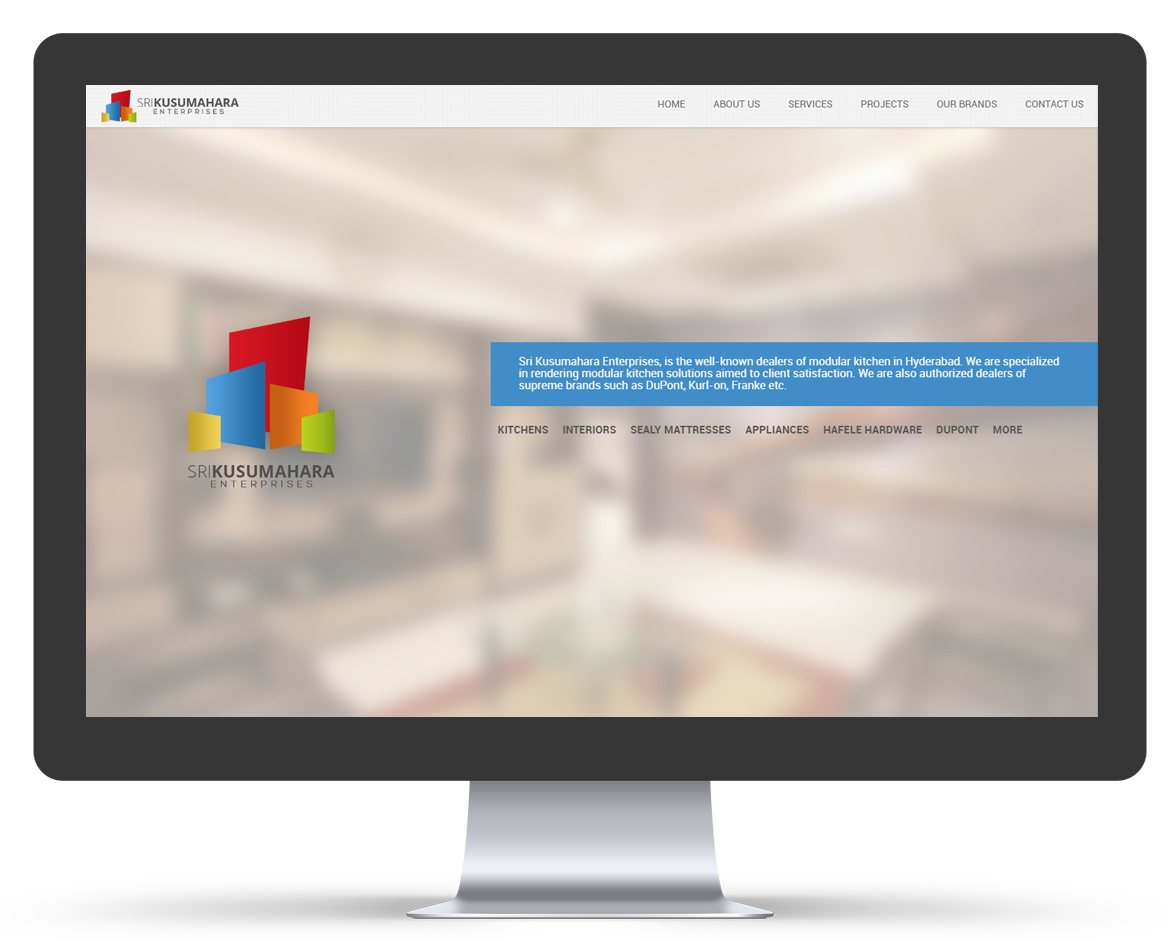 SRIKUSUMAHARA
ENTERPRISES
HOME ABOUT US SERVICES PROJECTS OUR BRANDS CONTACT US
Sri Kusumahara Enterprises, is the well-known dealers of modular kitchen in Hyderabad. We are specialized
in rendering modular kitchen solutions aimed to client satisfaction. We are also authorized dealers of
supreme brands such as DuPont, Kurl-on, Franke etc.
KITCHENS INTERIORS SEALY MATTRESSES APPLIANCES HAFELE HARDWARE DUPONT MORE
SRIKUSUMAHARA
ENTERPRISES